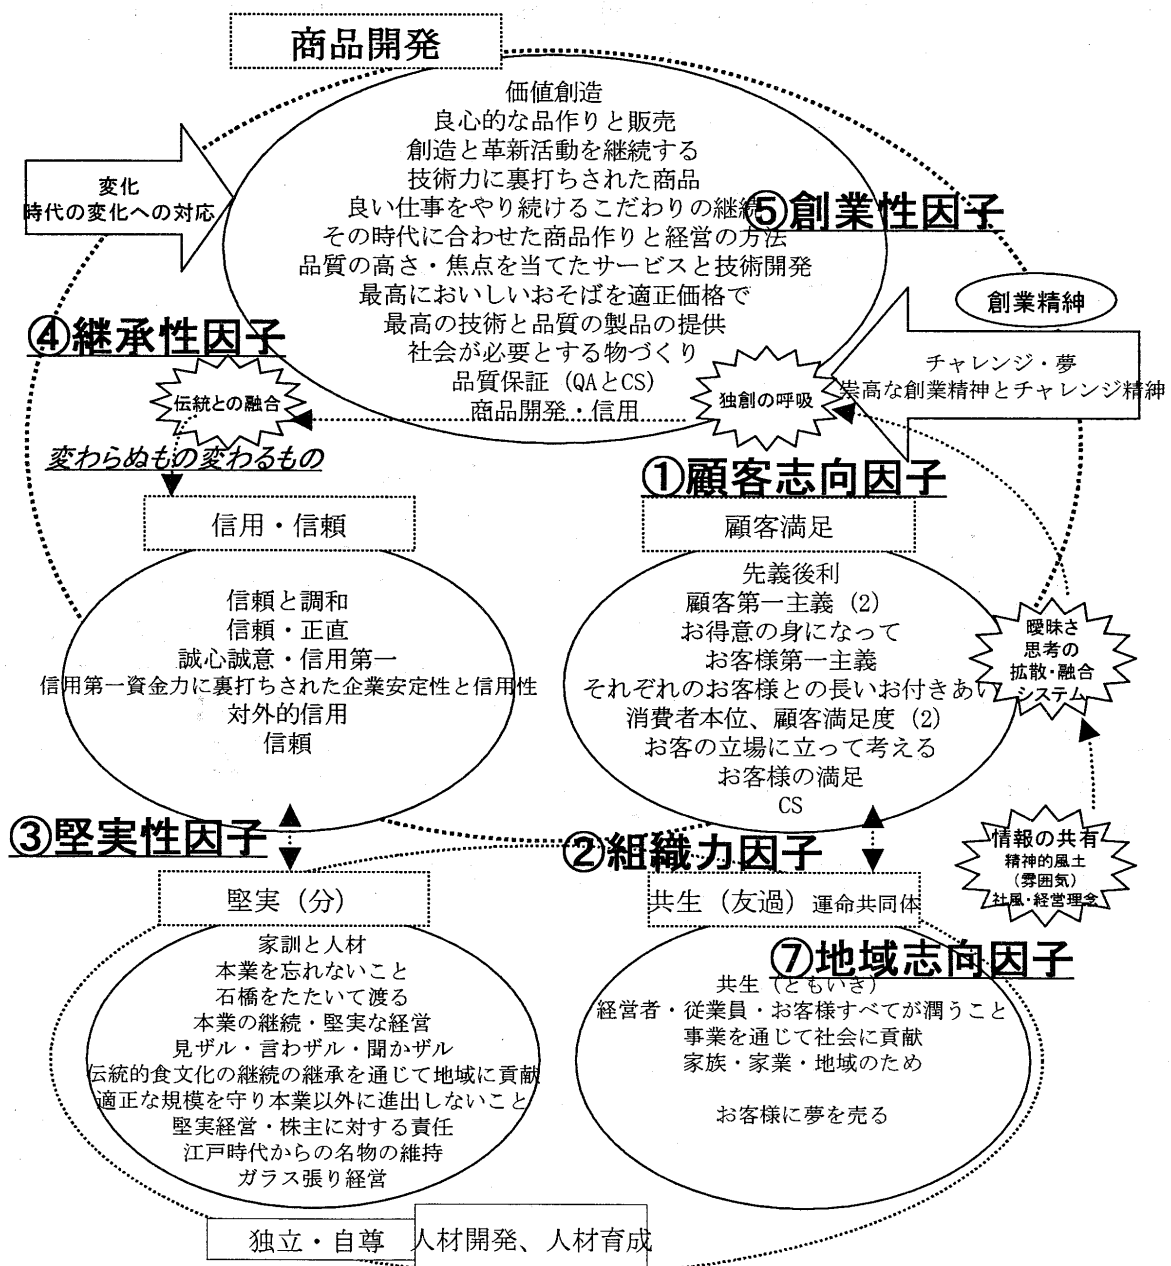 商品開発
価値創造
良心的な品作りと販売
創造と革新活動を継続する
技術力に裏打ちされた商品
良い仕事をやり続けるこだわりの継続
その時代に合わせた商品作りと経営の方法
品質の高さ・焦点を当てたサービスと技術開発
最高においしいおそばを適正価格で
最高の技術と品質の製品の提供
社会が必要とする物づくり
品質保証（QAとCS）
商品開発・信用
変化
時代の変化への対応
⑤創業性因子
創業精紳
チャレンジ・夢
崇高な創業精神とチャレンジ精紳
④継承性因子
伝統との融合
独創の呼吸
変わらぬもの変わるもの
①顧客志向因子
信用・信頼
信頼と調和
信頼・正直
誠心誠意・信用第一
信用第一資金力に裏打ちされた企業安定性と信用性
対外的信用
信頼
顧客満足
先義後利
顧客第一主義（2）
お得意の身になって
お客様第一主義
それぞれのお客様との長いお付きあい
消費者本位、顧客満足度（2）
お客の立場に立って考える
お客様の満足
CS
曖昧さ
思考の
拡散・融合
システム
③堅実性因子
②組織力因子
情報の共有
精神的風土
（雰囲気）
社風・経営理念
堅実（分）
家訓と人材
本業を忘れないこと
石橋をたたいて渡る
本業の継続・堅実な経営
見ザル・言わザル・聞かザル
伝統的食文化の継続の継承を通じて地域に貢献
適正な規模を守り本業以外に進出しないこと
堅実経営・株主に対する責任
江戸時代からの名物の維持
ガラス張り経営
共生（友過）運命共同体
⑦地域志向因子
共生（ともいき）
経営者・従業員・お客様すべてが潤うこと
事業を通じて社会に貢献
家族・家業・地域のため
お客様に夢を売る
独立・自尊
人材開発、人材育成